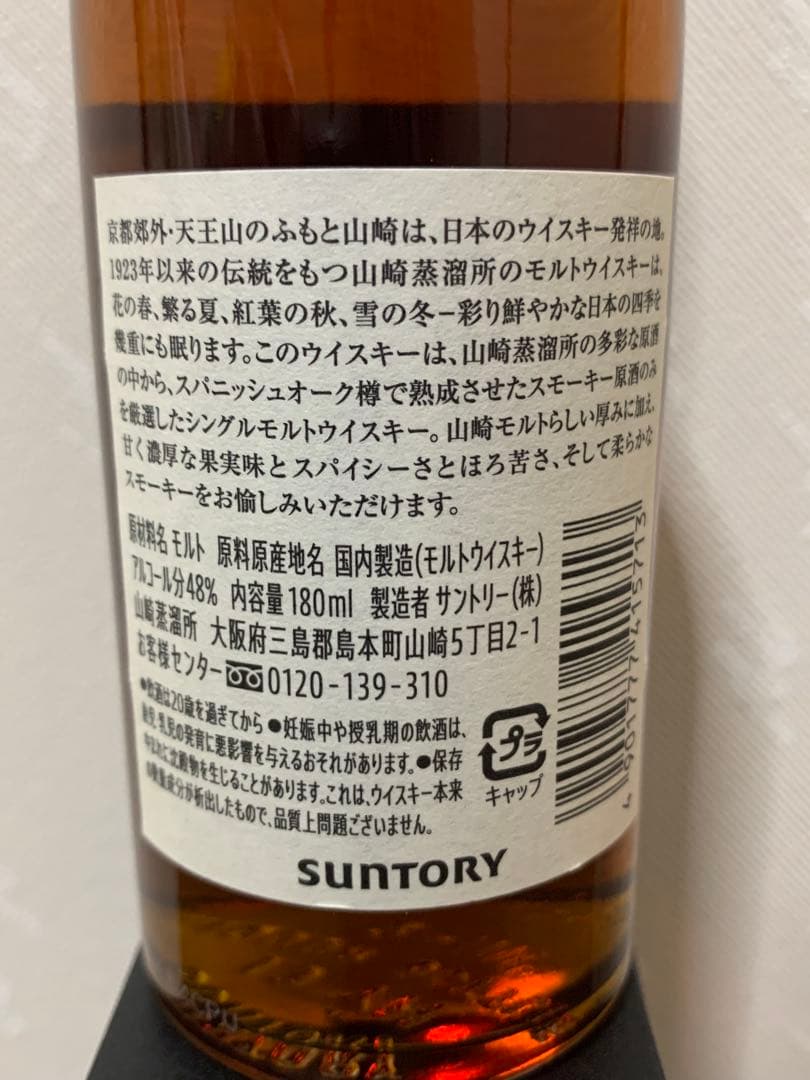 京都郊外・天王山のふもと山崎は、日本のウイスキー発祥の地。
1923年以来の伝統をもつ山崎蒸溜所のモルトウイスキーは、
花の春、繁る夏、紅葉の秋、雪の冬−彩り鮮やかな日本の四季を
幾重にも眠ります。このウイスキーは、山崎蒸溜所の多彩な原酒
の中から、スパニッシュオーク樽で熟成させたスモーキー原酒のみ
を厳選したシングルモルトウイスキー。山崎モルトらしい厚みに加え、
甘く濃厚な果実味とスパイシーさとほろ苦さ、そして柔らかな
スモーキーをお愉しみいただけます。
原材料名 モルト 原料原産地名 国内製造(モルトウイスキー)
アルコール分48% 内容量180ml 製造者 サントリー(株)
山崎蒸溜所 大阪府三島郡島本町山崎5丁目2-1
お客様センター 0120-139-310
●飲酒は20歳を過ぎてから ●妊娠中や授乳期の飲酒は、
胎児・乳児の発育に悪影響を与えるおそれがあります。●保存
中まれに沈殿物を生じることがあります。これは、ウイスキー本来
の微量成分が析出したもので、品質上問題ございません。
プラ
キャップ
SUNTORY